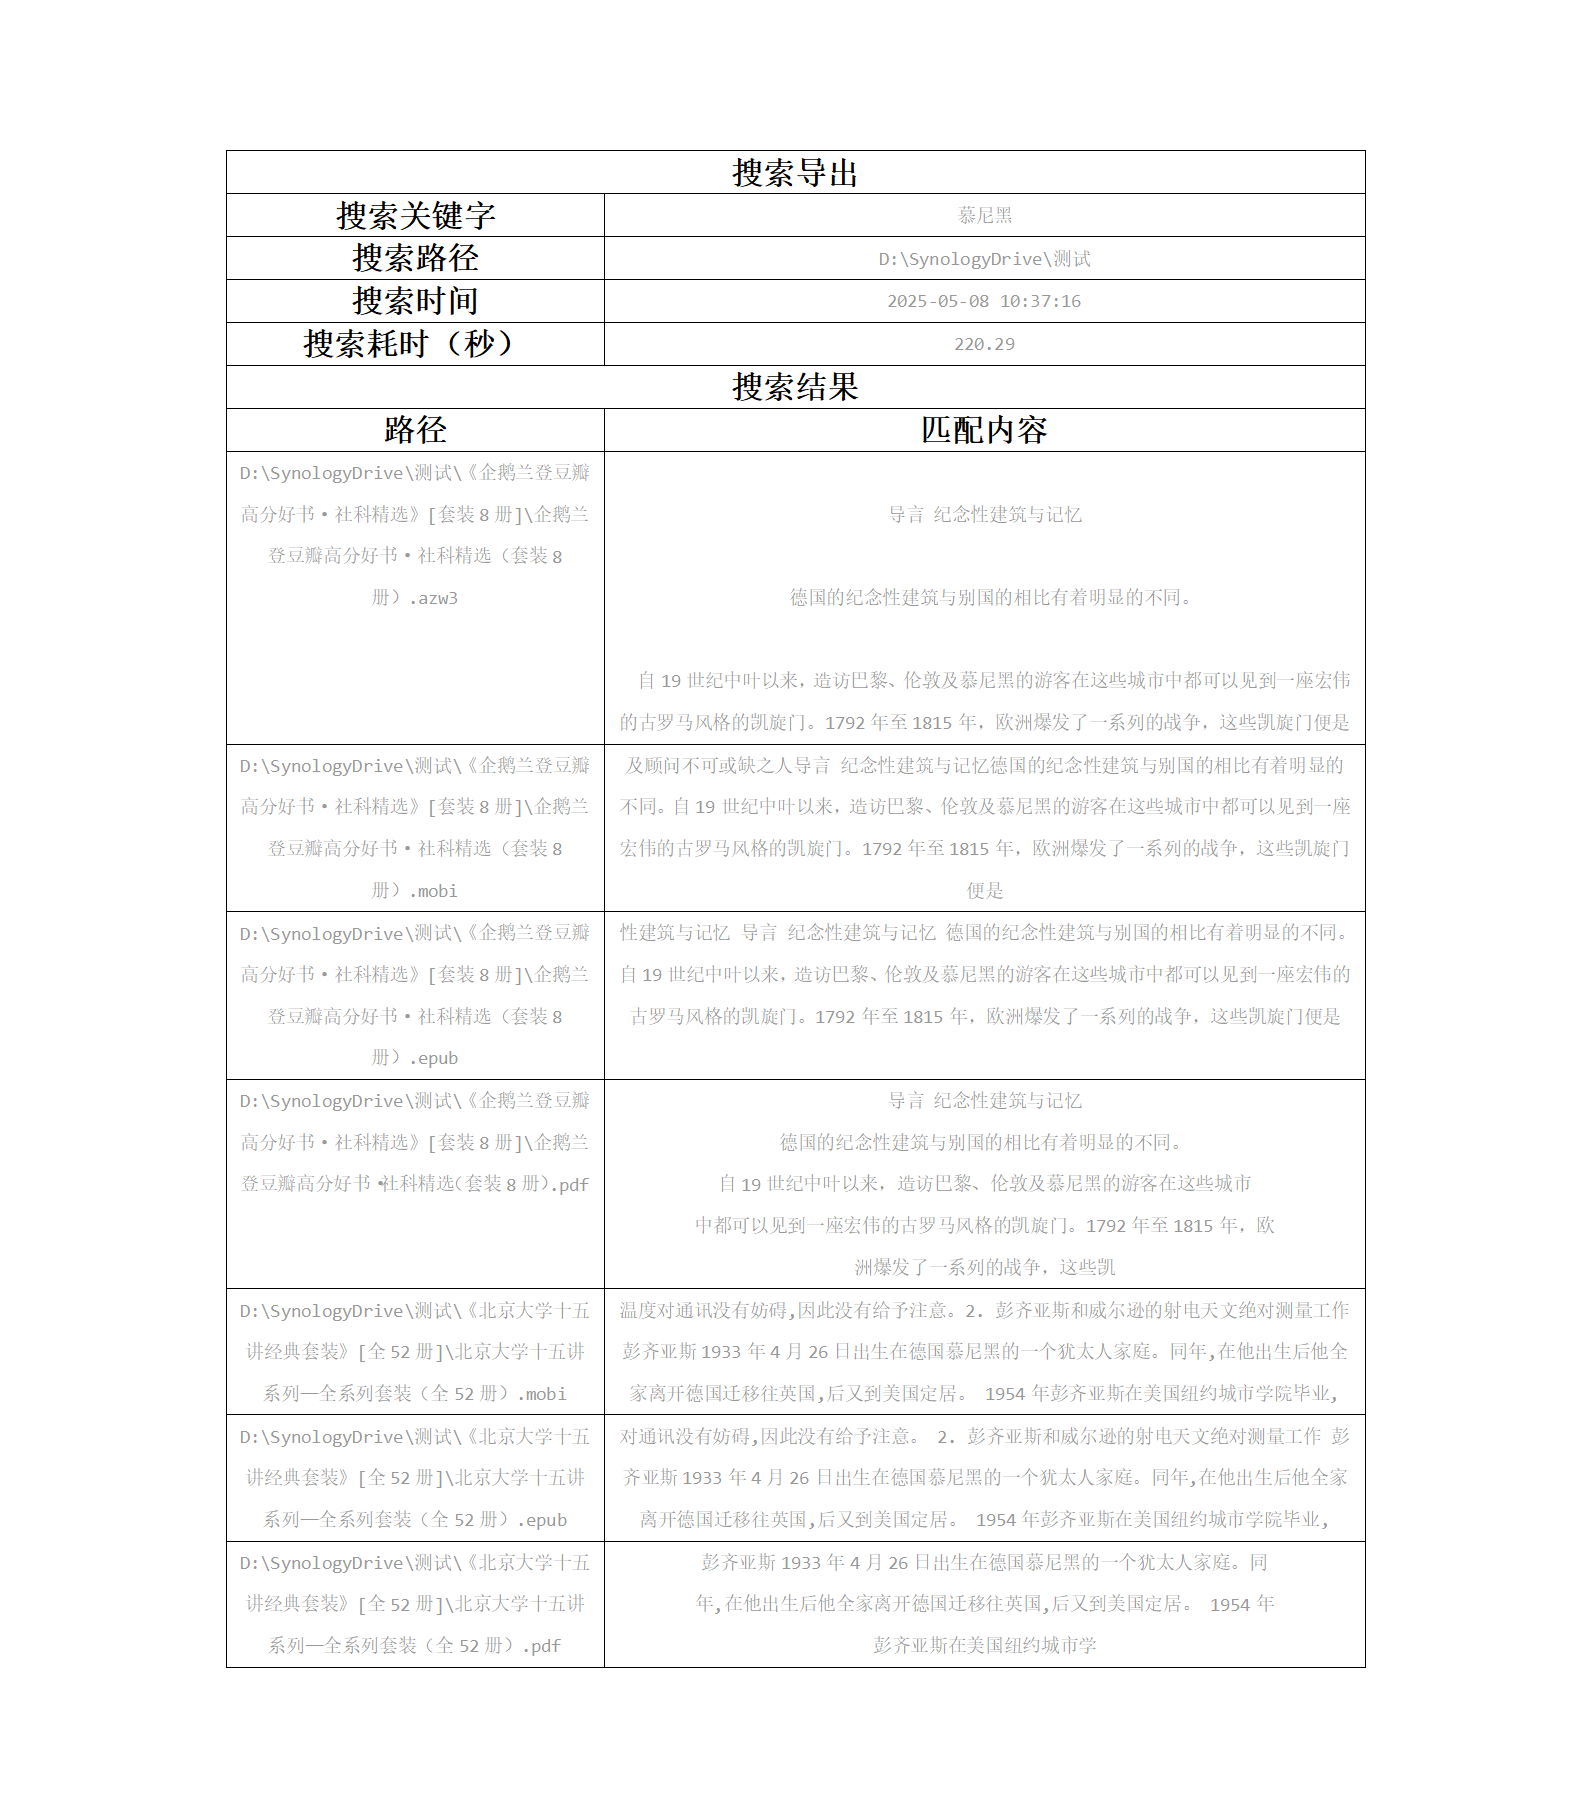 搜索导出
搜索关键字 慕尼黑
搜索路径 D:\SynologyDrive\测试
搜索时间 2025-05-08 10:37:16
搜索耗时（秒） 220.29
搜索结果
路径 匹配内容
D:\SynologyDrive\测试\《企鹅兰登豆瓣
高分好书·社科精选》[套装 8 册]\企鹅兰
登豆瓣高分好书·社科精选（套装 8
册）.azw3
导言 纪念性建筑与记忆
德国的纪念性建筑与别国的相比有着明显的不同。
自 19 世纪中叶以来，造访巴黎、伦敦及慕尼黑的游客在这些城市中都可以见到一座宏伟
的古罗马风格的凯旋门。1792 年至 1815 年，欧洲爆发了一系列的战争，这些凯旋门便是
D:\SynologyDrive\测试\《企鹅兰登豆瓣
高分好书·社科精选》[套装 8 册]\企鹅兰
登豆瓣高分好书·社科精选（套装 8
册）.mobi
及顾问不可或缺之人导言 纪念性建筑与记忆德国的纪念性建筑与别国的相比有着明显的
不同。自 19 世纪中叶以来，造访巴黎、伦敦及慕尼黑的游客在这些城市中都可以见到一座
宏伟的古罗马风格的凯旋门。1792 年至 1815 年，欧洲爆发了一系列的战争，这些凯旋门
便是
D:\SynologyDrive\测试\《企鹅兰登豆瓣
高分好书·社科精选》[套装 8 册]\企鹅兰
登豆瓣高分好书·社科精选（套装 8
册）.epub
性建筑与记忆 导言 纪念性建筑与记忆 德国的纪念性建筑与别国的相比有着明显的不同。
自 19 世纪中叶以来，造访巴黎、伦敦及慕尼黑的游客在这些城市中都可以见到一座宏伟的
古罗马风格的凯旋门。1792 年至 1815 年，欧洲爆发了一系列的战争，这些凯旋门便是
D:\SynologyDrive\测试\《企鹅兰登豆瓣
高分好书·社科精选》[套装 8 册]\企鹅兰
登豆瓣高分好书·社科精选（套装 8 册）.pdf
导言 纪念性建筑与记忆
德国的纪念性建筑与别国的相比有着明显的不同。
自 19 世纪中叶以来，造访巴黎、伦敦及慕尼黑的游客在这些城市
中都可以见到一座宏伟的古罗马风格的凯旋门。1792 年至 1815 年，欧
洲爆发了一系列的战争，这些凯
D:\SynologyDrive\测试\《北京大学十五
讲经典套装》[全 52 册]\北京大学十五讲
系列—全系列套装（全 52 册）.mobi
温度对通讯没有妨碍,因此没有给予注意。2. 彭齐亚斯和威尔逊的射电天文绝对测量工作
彭齐亚斯 1933 年 4 月 26 日出生在德国慕尼黑的一个犹太人家庭。同年,在他出生后他全
家离开德国迁移往英国,后又到美国定居。 1954 年彭齐亚斯在美国纽约城市学院毕业,
D:\SynologyDrive\测试\《北京大学十五
讲经典套装》[全 52 册]\北京大学十五讲
系列—全系列套装（全 52 册）.epub
对通讯没有妨碍,因此没有给予注意。 2. 彭齐亚斯和威尔逊的射电天文绝对测量工作 彭
齐亚斯 1933 年 4 月 26 日出生在德国慕尼黑的一个犹太人家庭。同年,在他出生后他全家
离开德国迁移往英国,后又到美国定居。 1954 年彭齐亚斯在美国纽约城市学院毕业,
D:\SynologyDrive\测试\《北京大学十五
讲经典套装》[全 52 册]\北京大学十五讲
系列—全系列套装（全 52 册）.pdf
彭齐亚斯 1933 年 4 月 26 日出生在德国慕尼黑的一个犹太人家庭。同
年,在他出生后他全家离开德国迁移往英国,后又到美国定居。 1954 年
彭齐亚斯在美国纽约城市学